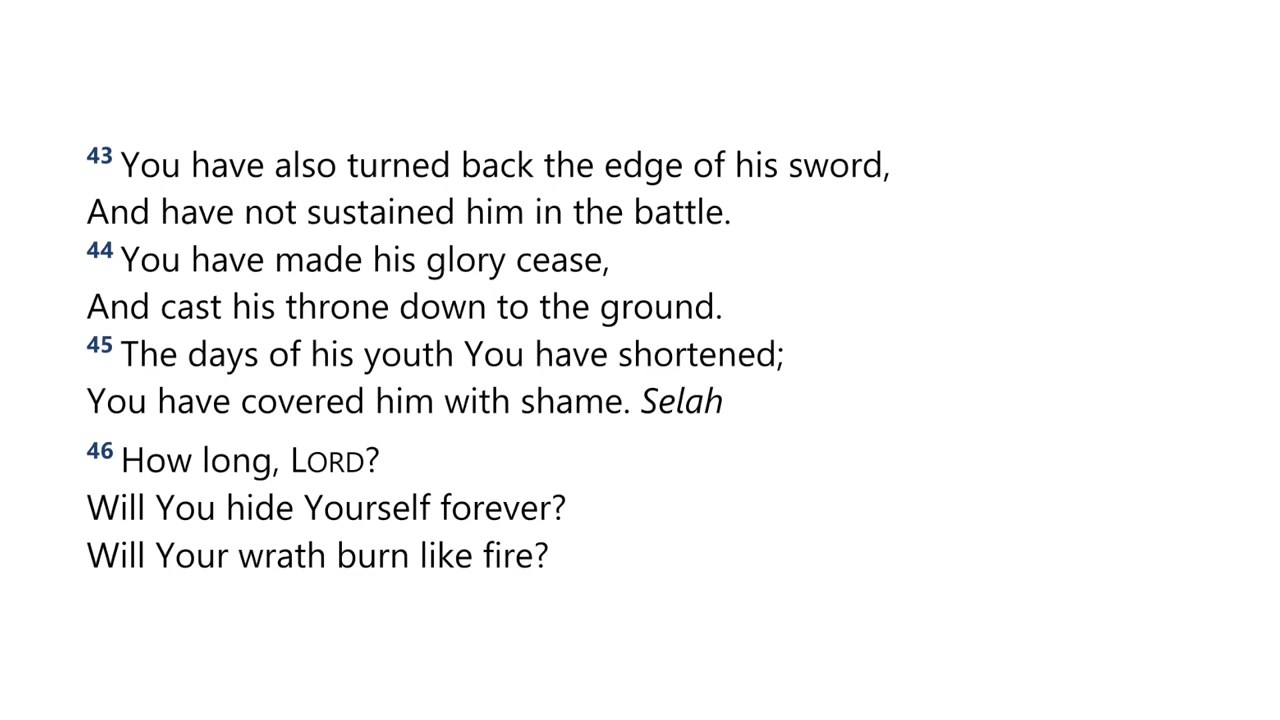 43 You have also turned back the edge of his sword,
And have not sustained him in the battle.
44 You have made his glory cease,
And cast his throne down to the ground.
45 The days of his youth You have shortened;
You have covered him with shame. Selah
46 How long, LORD?
Will You hide Yourself forever?
Will Your wrath burn like fire?